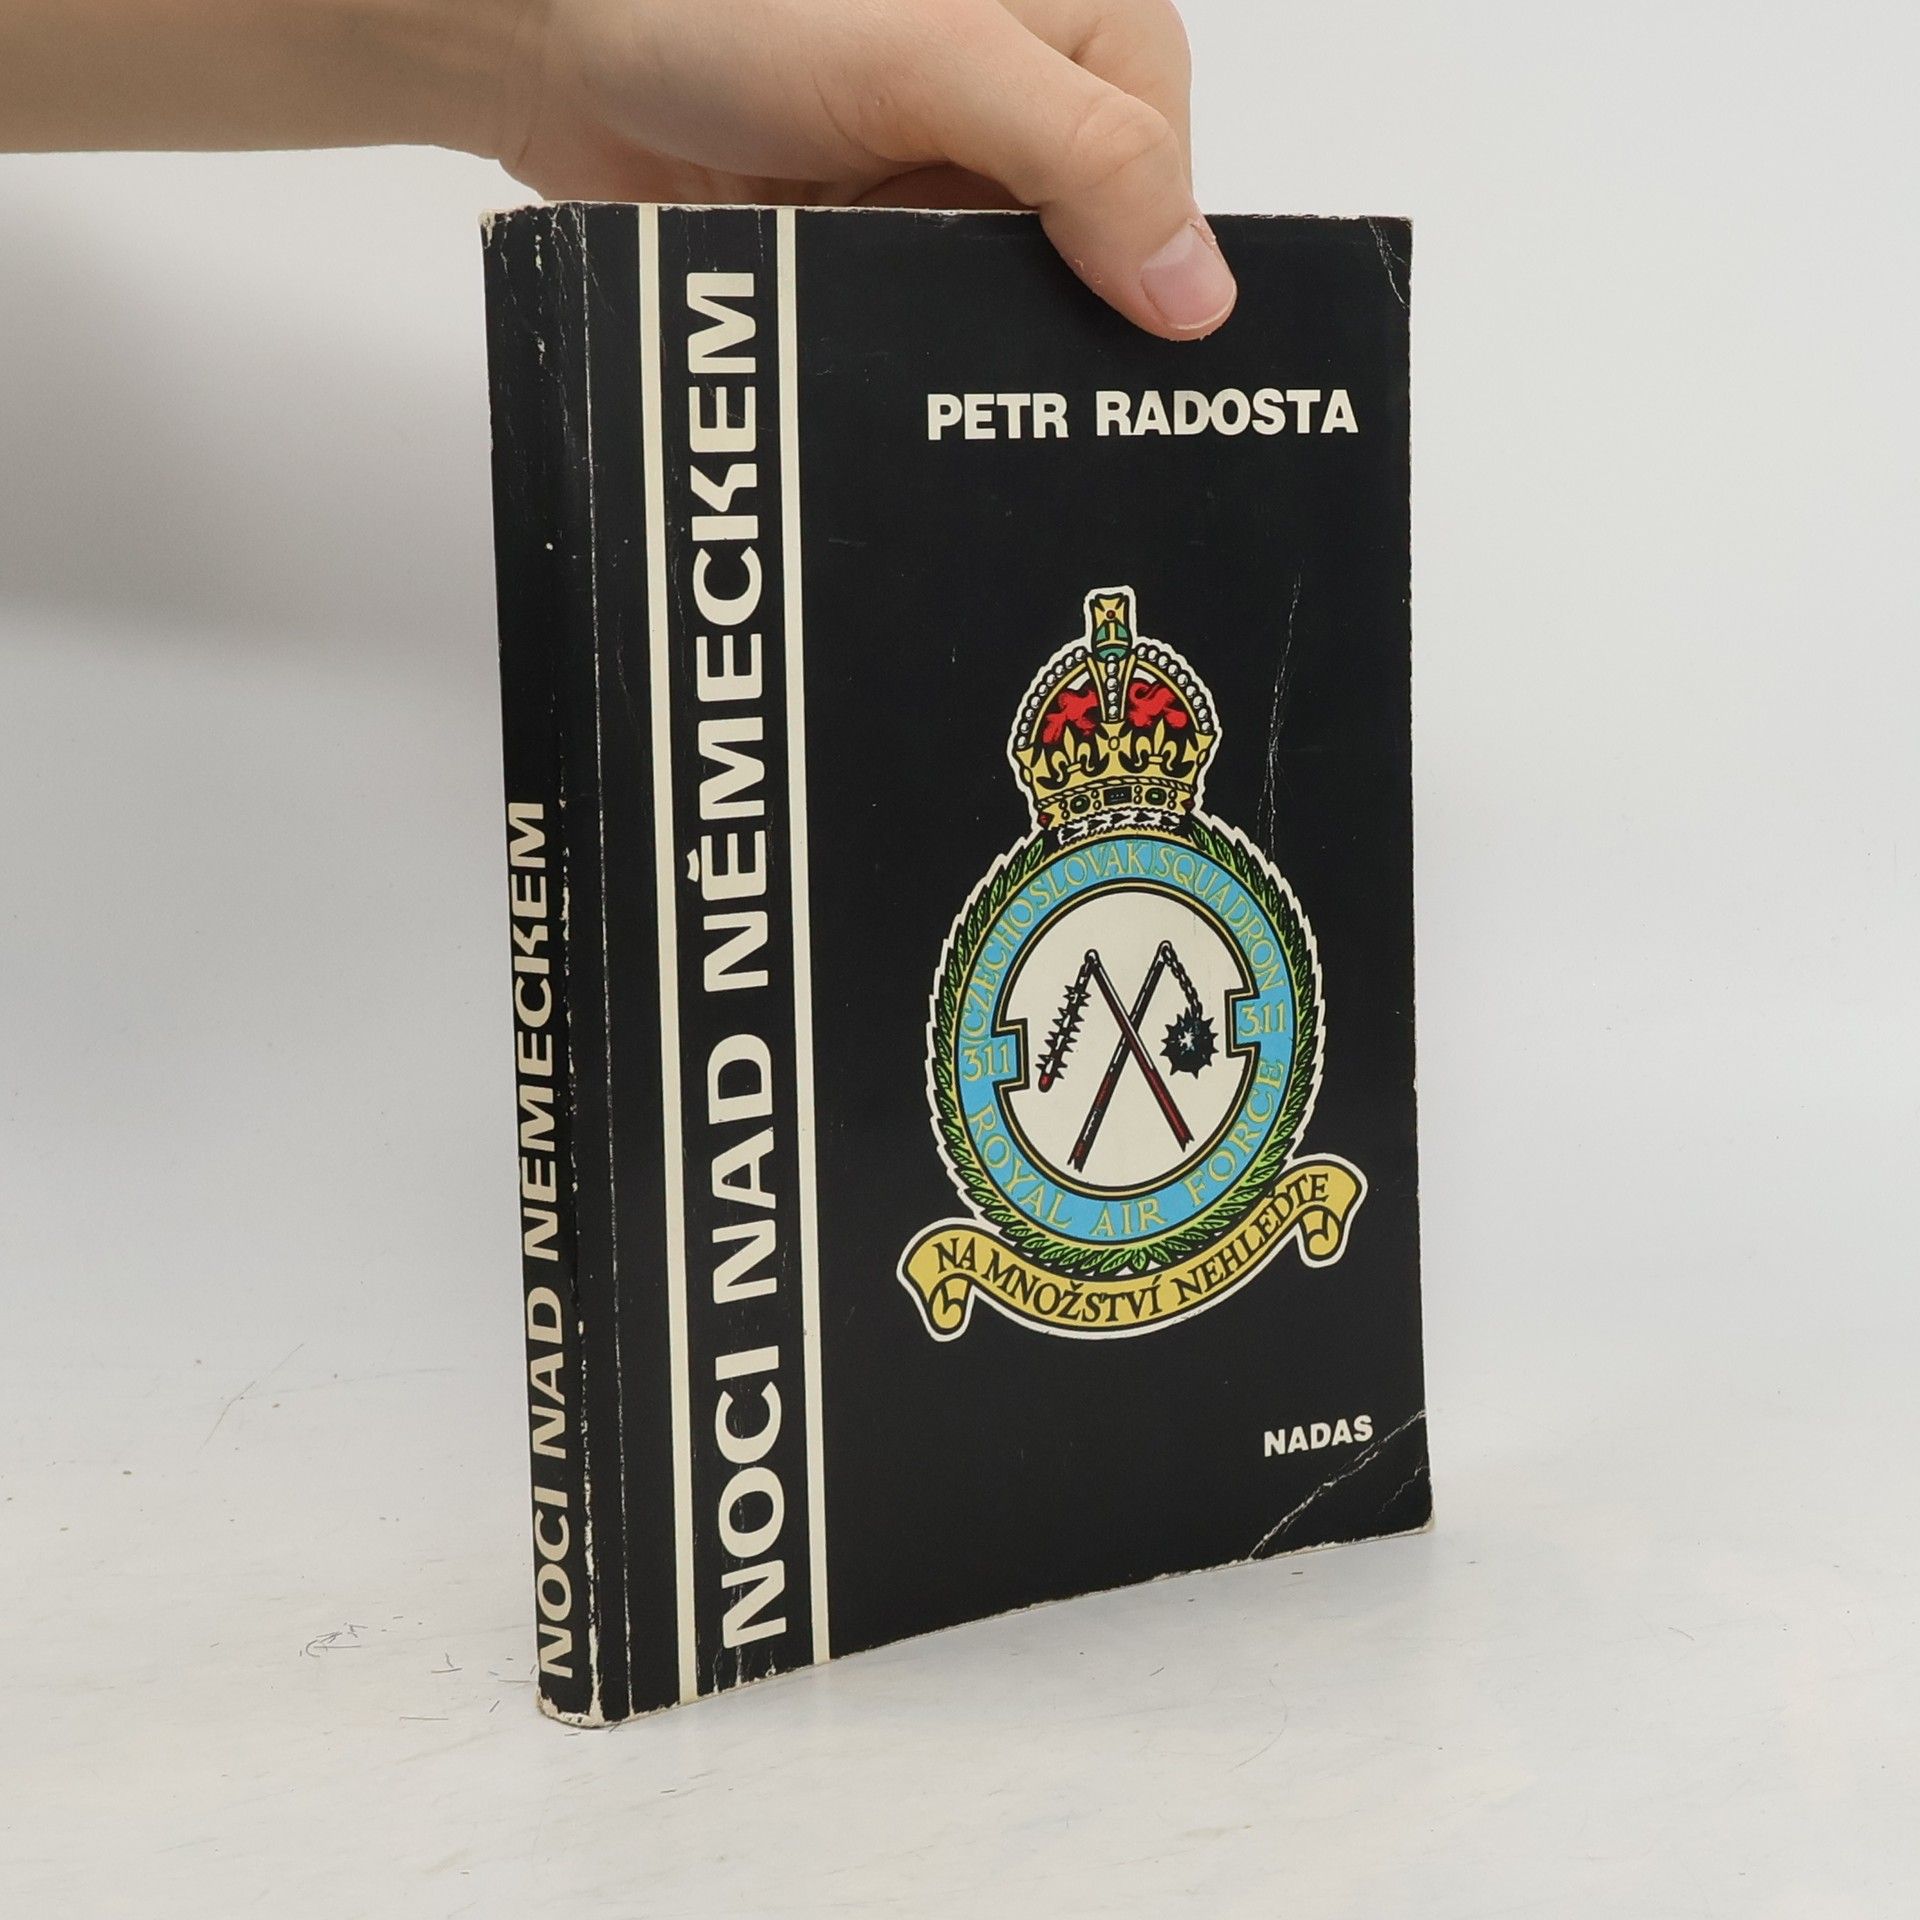 NOCI NAD NĚMECKEM
NOCI NAD NĚMECKEM
PETR RADOSTA
(CZECHOSLOVAK) SQUADRON
311
311
ROYAL AIR FORCE
NA MNOŽSTVÍ NEHLEĎTE
NADAS